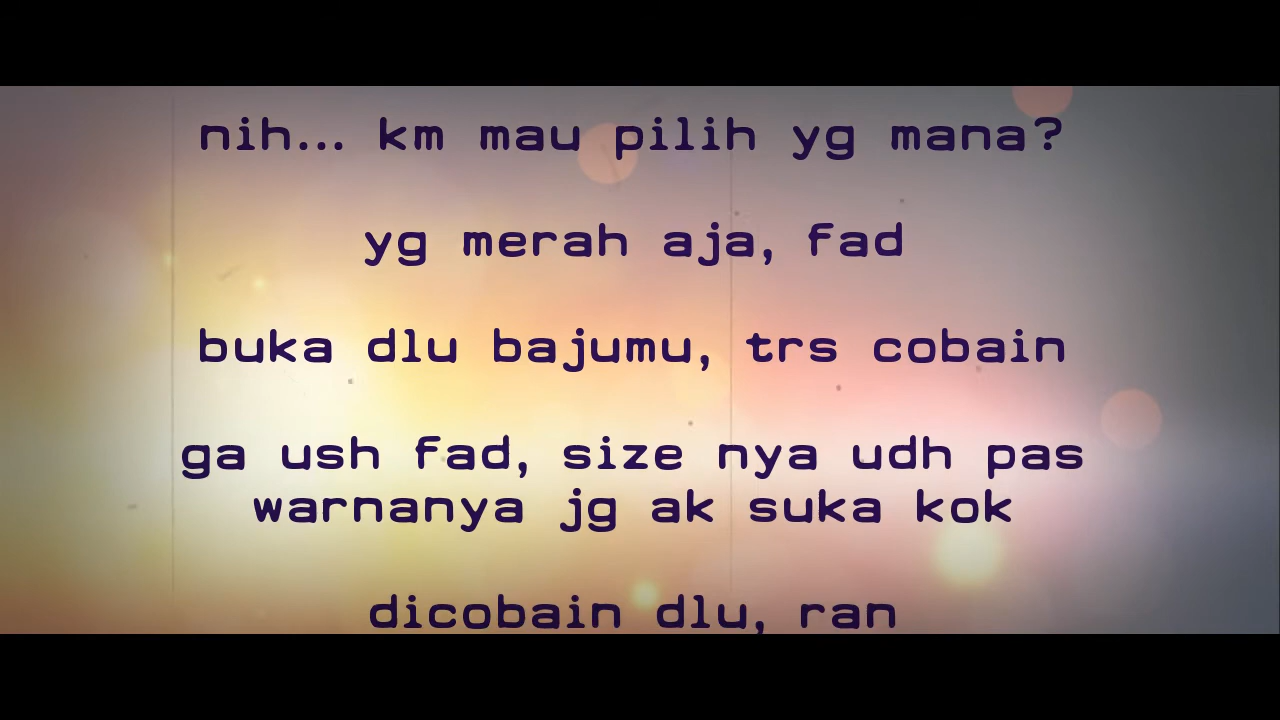 nih... km mau pilih yg mana?
yg merah aja, fad
buka dlu bajumu, trs cobain
ga ush fad, size nya udh pas
warnanya jg ak suka kok
dicobain dlu, ran